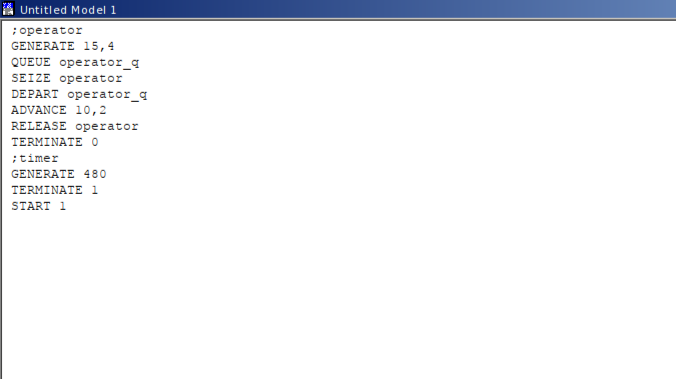 Untitled Model 1
;operator
GENERATE 15,4
QUEUE operator_q
SEIZE operator
DEPART operator_q
ADVANCE 10,2
RELEASE operator
TERMINATE 0
;timer
GENERATE 480
TERMINATE 1
START 1